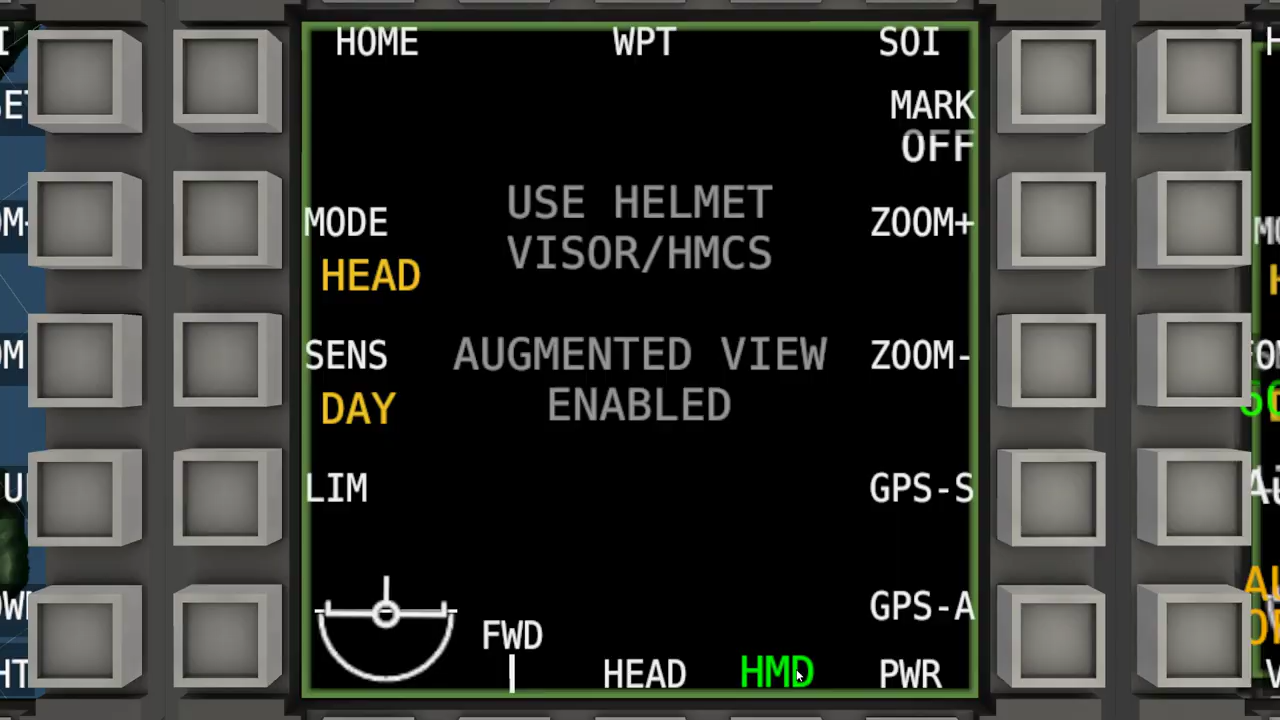 HOME WPT SOI
MARK
OFF
USE HELMET
VISOR/HMCS
MODE
HEAD
ZOOM+
SENS
DAY
AUGMENTED VIEW
ENABLED
ZOOM-
LIM
GPS-S
GPS-A
FWD
HEAD HMD PWR